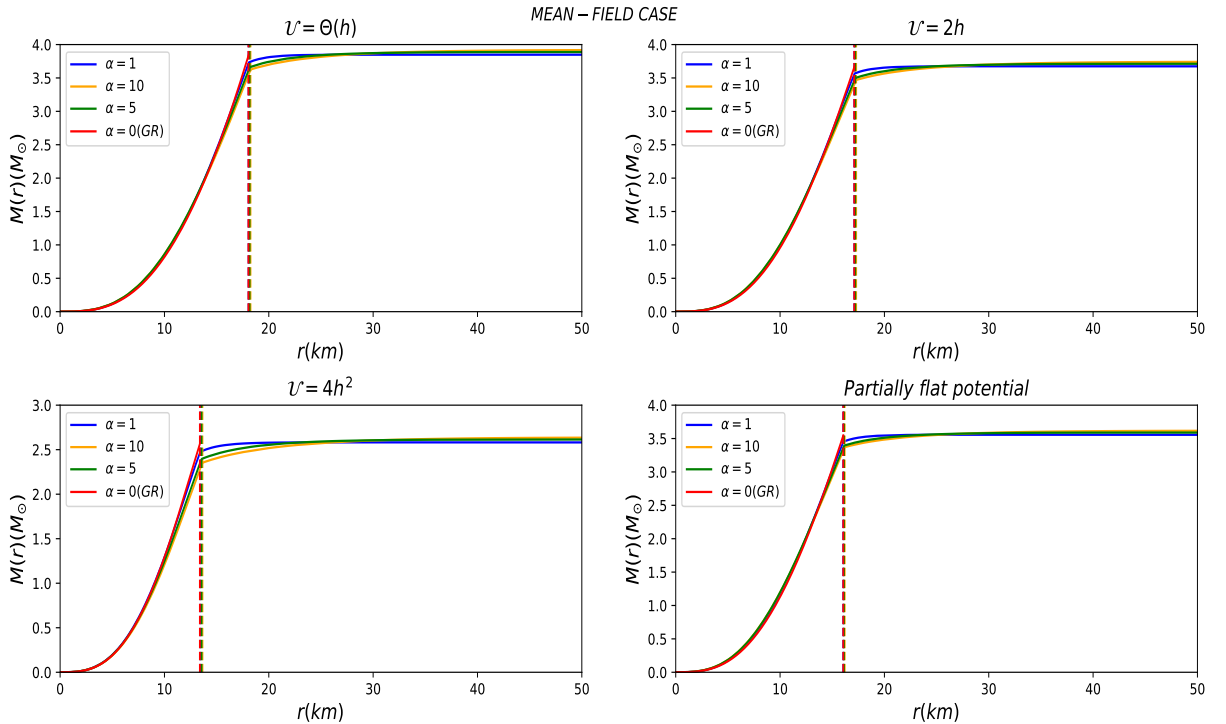 MEAN − FIELD CASE
𝒰 = Θ(h)
4.0
3.5
3.0
2.5
2.0
1.5
1.0
0.5
0.0
M(r)(M⊙)
α = 1
α = 10
α = 5
α = 0(GR)
0 10 20 30 40 50
r(km)
𝒰 = 2h
4.0
3.5
3.0
2.5
2.0
1.5
1.0
0.5
0.0
M(r)(M⊙)
α = 1
α = 10
α = 5
α = 0(GR)
0 10 20 30 40 50
r(km)
𝒰 = 4h²
3.0
2.5
2.0
1.5
1.0
0.5
0.0
M(r)(M⊙)
α = 1
α = 10
α = 5
α = 0(GR)
0 10 20 30 40 50
r(km)
Partially flat potential
4.0
3.5
3.0
2.5
2.0
1.5
1.0
0.5
0.0
M(r)(M⊙)
α = 1
α = 10
α = 5
α = 0(GR)
0 10 20 30 40 50
r(km)